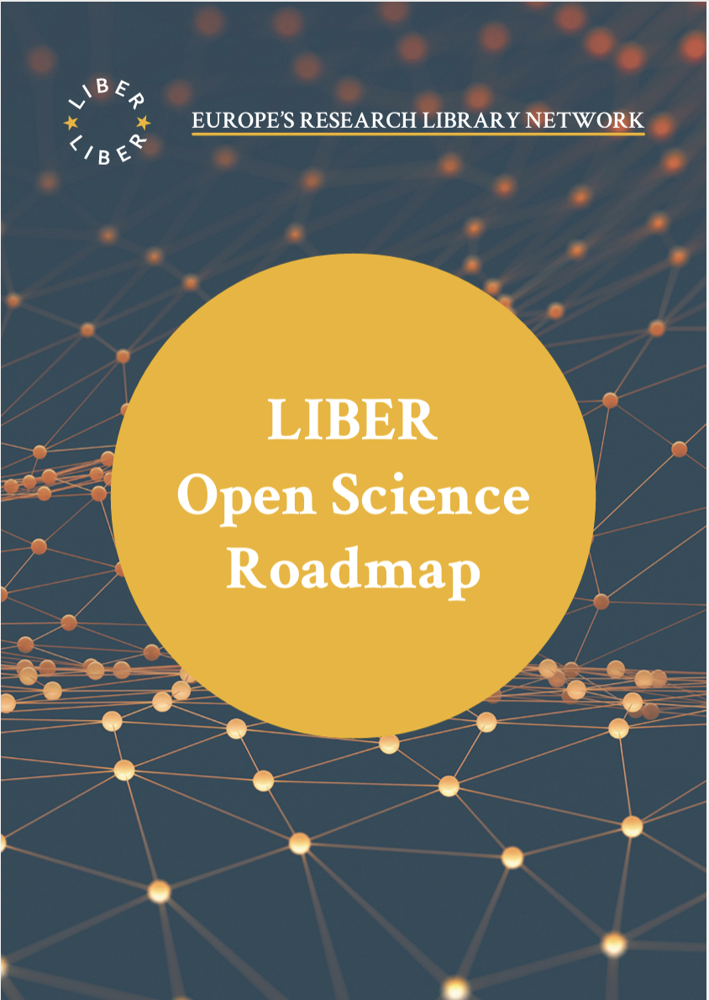 LIBER
LIBER
EUROPE'S RESEARCH LIBRARY NETWORK
LIBER
Open Science
Roadmap